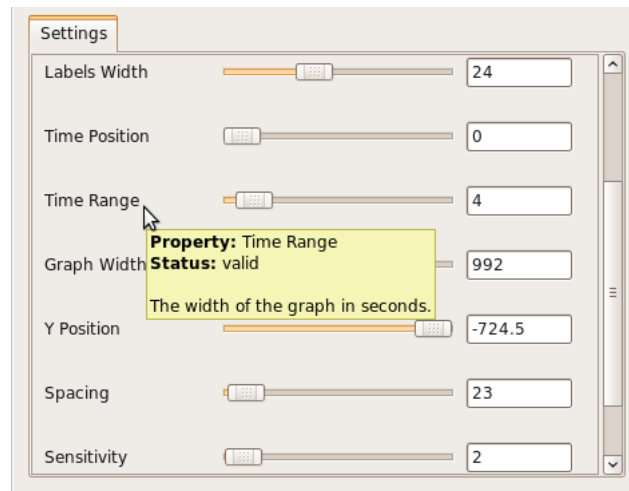 Settings
Labels Width 24
Time Position 0
Time Range 4
Property: Time Range
Graph Width Status: valid 992
The width of the graph in seconds.
Y Position -724.5
Spacing 23
Sensitivity 2